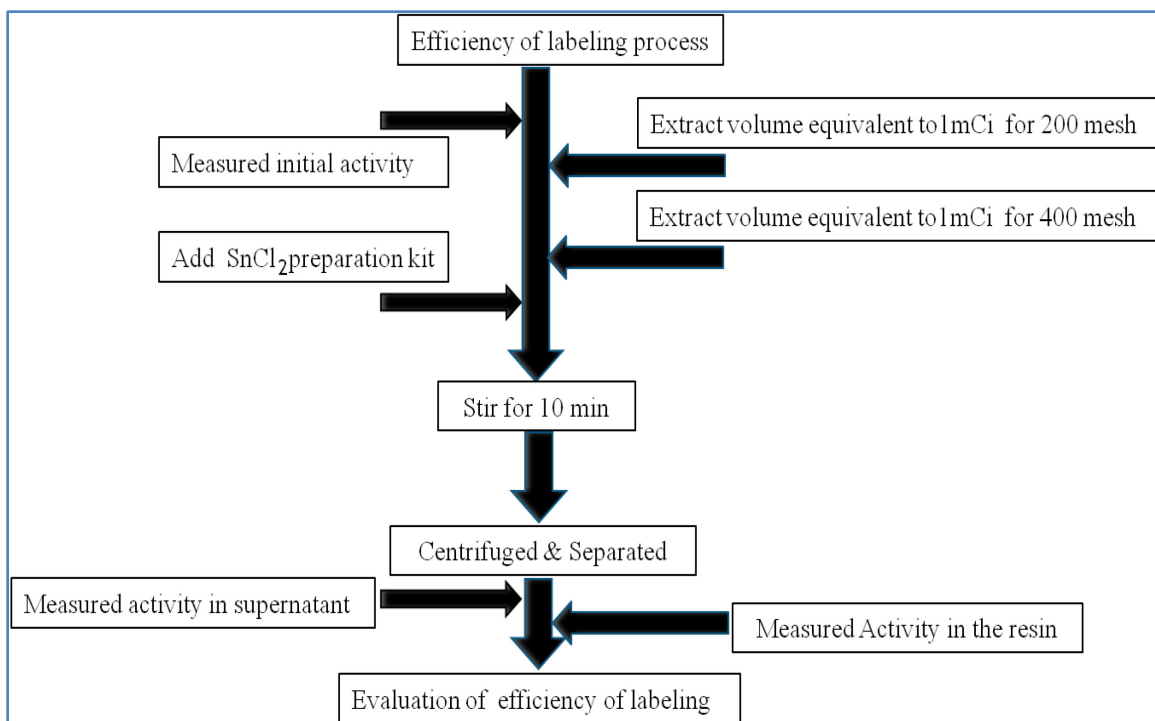 Efficiency of labeling process
Extract volume equivalent to1mCi for 200 mesh
Measured initial activity
Extract volume equivalent to1mCi for 400 mesh
Add SnCl₂preparation kit
Stir for 10 min
Centrifuged & Separated
Measured activity in supernatant
Measured Activity in the resin
Evaluation of efficiency of labeling